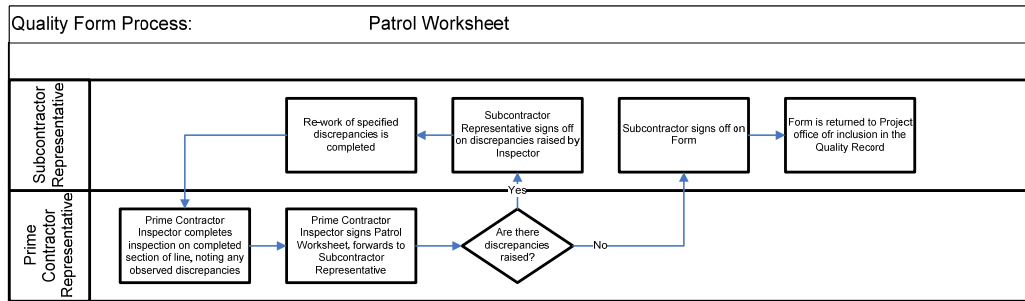 Quality Form Process: Patrol Worksheet
Subcontractor
Representative
Re-work of specified
discrepancies is
completed
Subcontractor
Representative signs off
on discrepancies raised by
Inspector
Subcontractor signs off on
Form
Form is returned to Project
office ofr inclusion in the
Quality Record
Yes
Prime
Contractor
Representative
Prime Contractor
Inspector completes
inspection on completed
section of line, noting any
observed discrepancies
Prime Contractor
Inspector signs Patrol
Worksheet, forwards to
Subcontractor
Representative
Are there
discrepancies
raised?
No